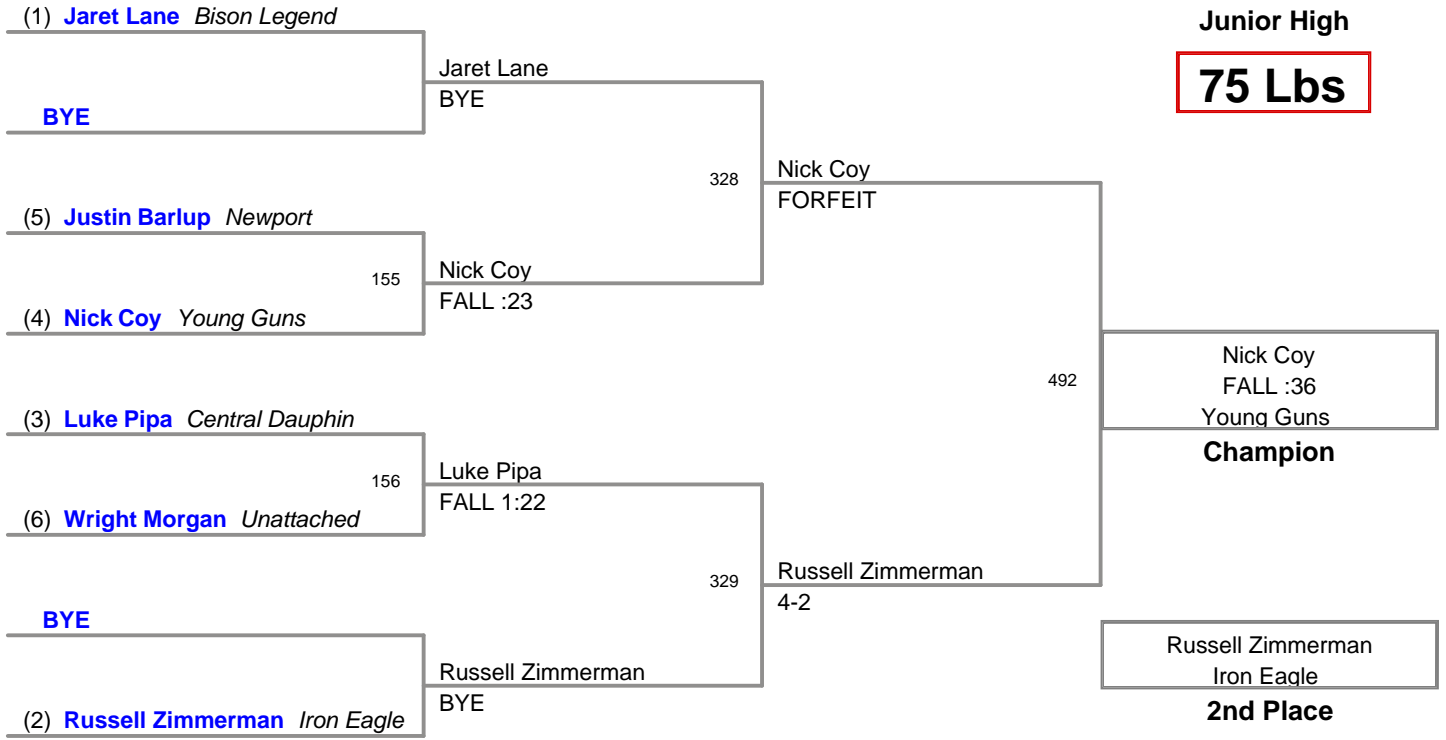 (1) Jaret Lane Bison Legend
Junior High
75 Lbs
Jaret Lane
BYE
BYE
328
Nick Coy
FORFEIT
(5) Justin Barlup Newport
155
Nick Coy
FALL :23
(4) Nick Coy Young Guns
492
Nick Coy
FALL :36
Young Guns
Champion
(3) Luke Pipa Central Dauphin
156
Luke Pipa
FALL 1:22
(6) Wright Morgan Unattached
329
Russell Zimmerman
4-2
BYE
Russell Zimmerman
BYE
(2) Russell Zimmerman Iron Eagle
Russell Zimmerman
Iron Eagle
2nd Place